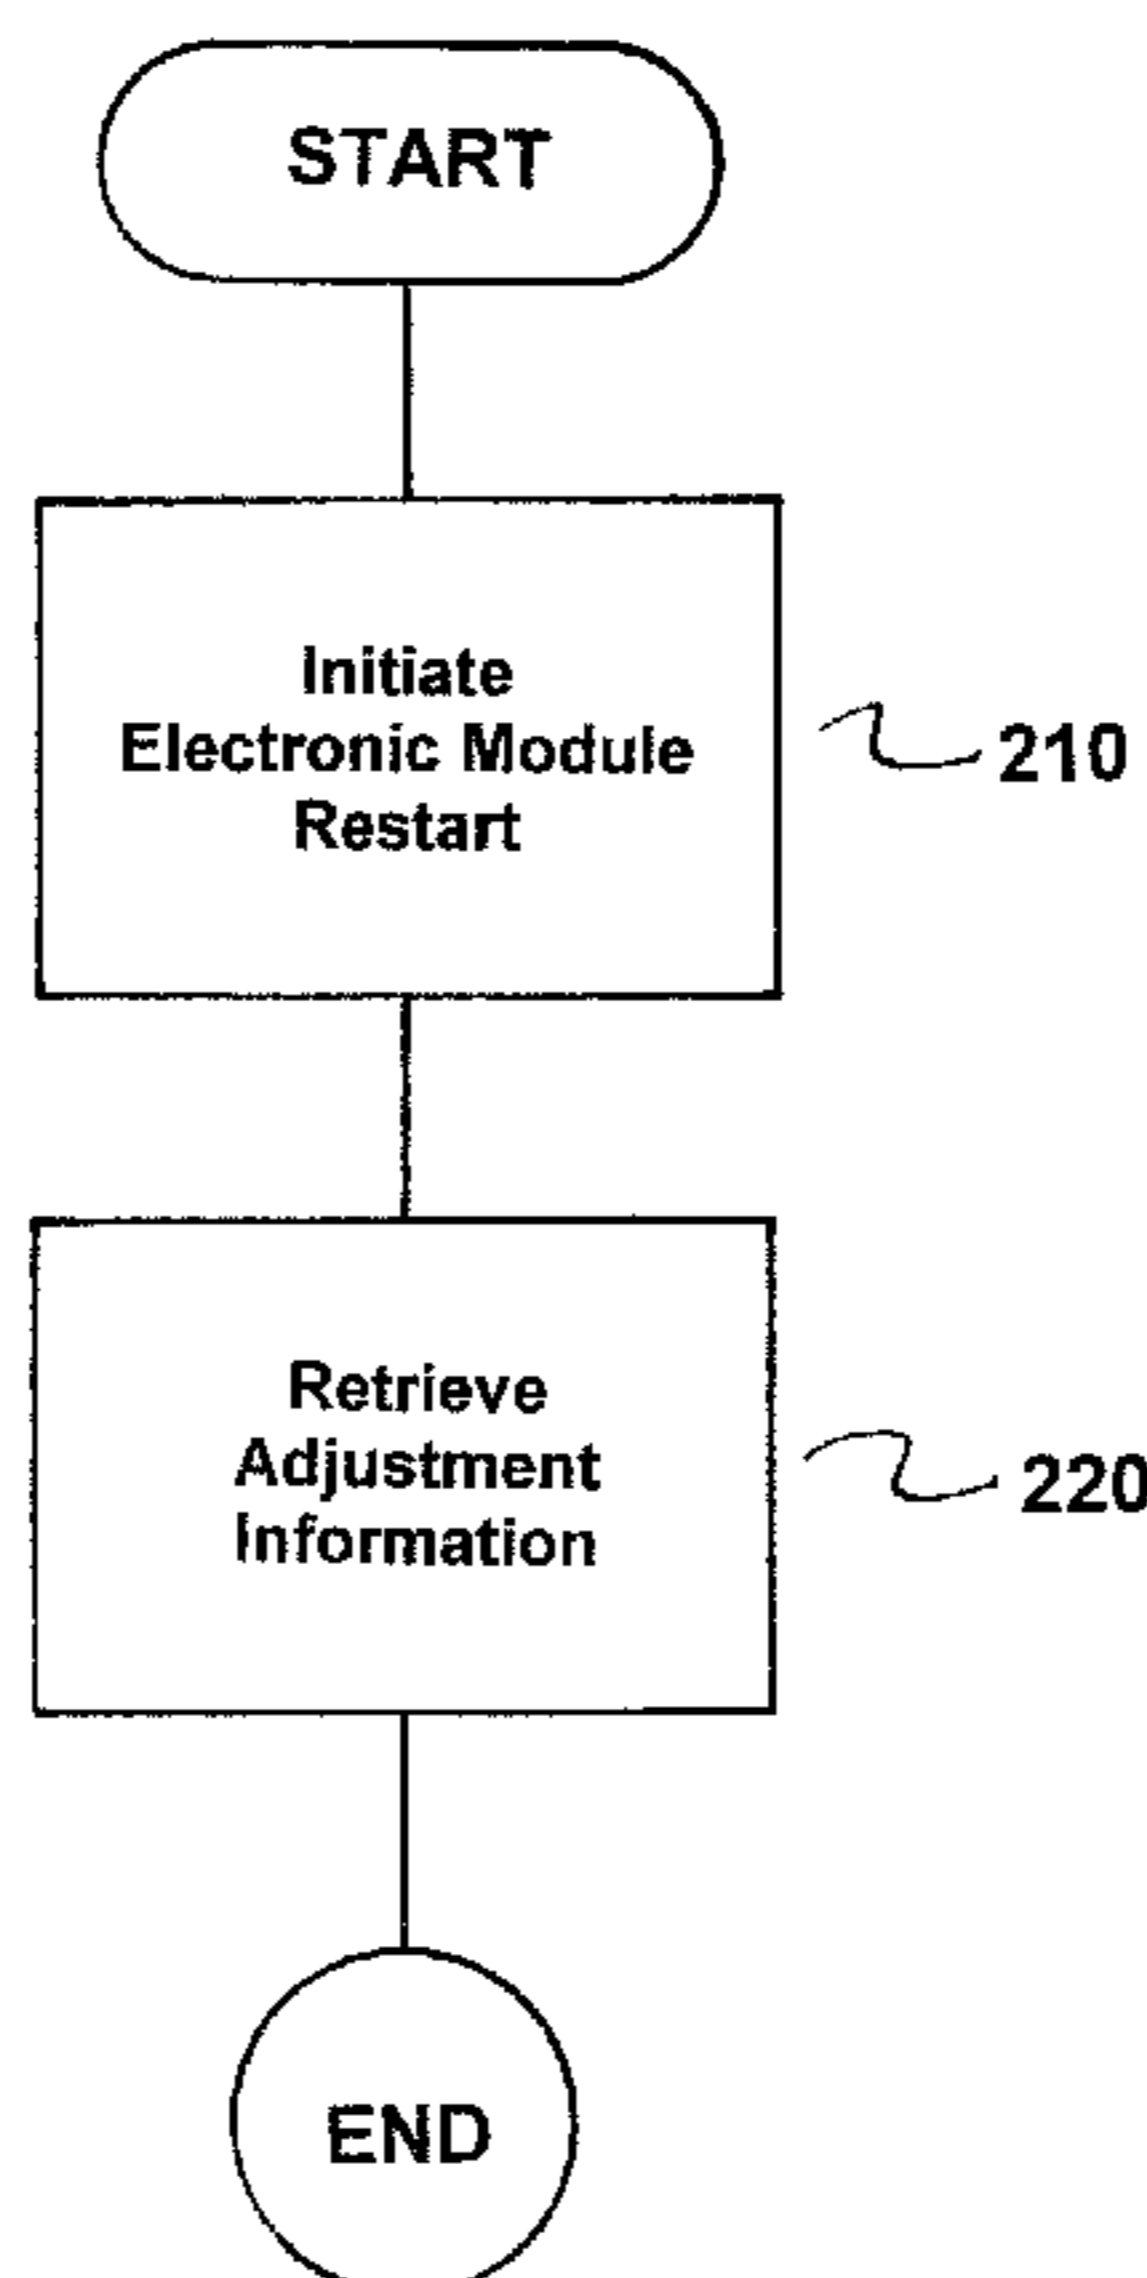 START
Initiate
Electronic Module
Restart
210
Retrieve
Adjustment
Information
220
END